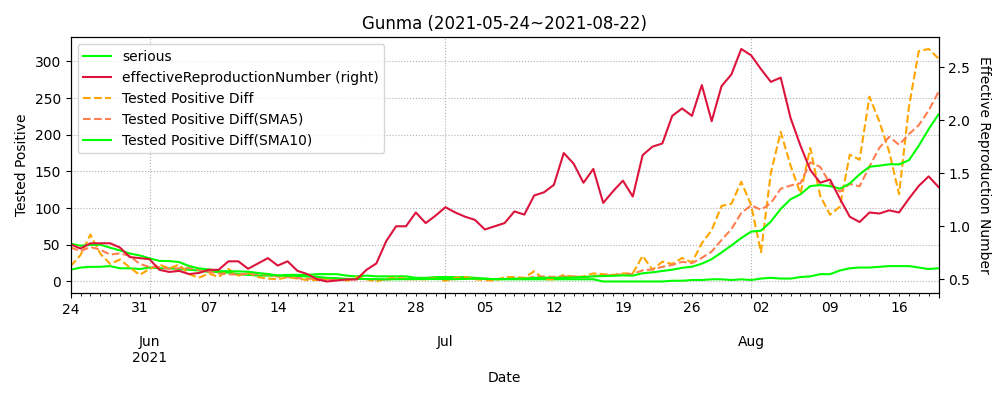 Gunma (2021-05-24~2021-08-22)
serious
effectiveReproductionNumber (right)
Tested Positive Diff
Tested Positive Diff(SMA5)
Tested Positive Diff(SMA10)
Tested Positive
300
250
200
150
100
50
0
2.5
2.0
1.5
1.0
0.5
Effective Reproduction Number
24 31 07 14 21 28 05 12 19 26 02 09 16
Jun Jul Aug
2021
Date